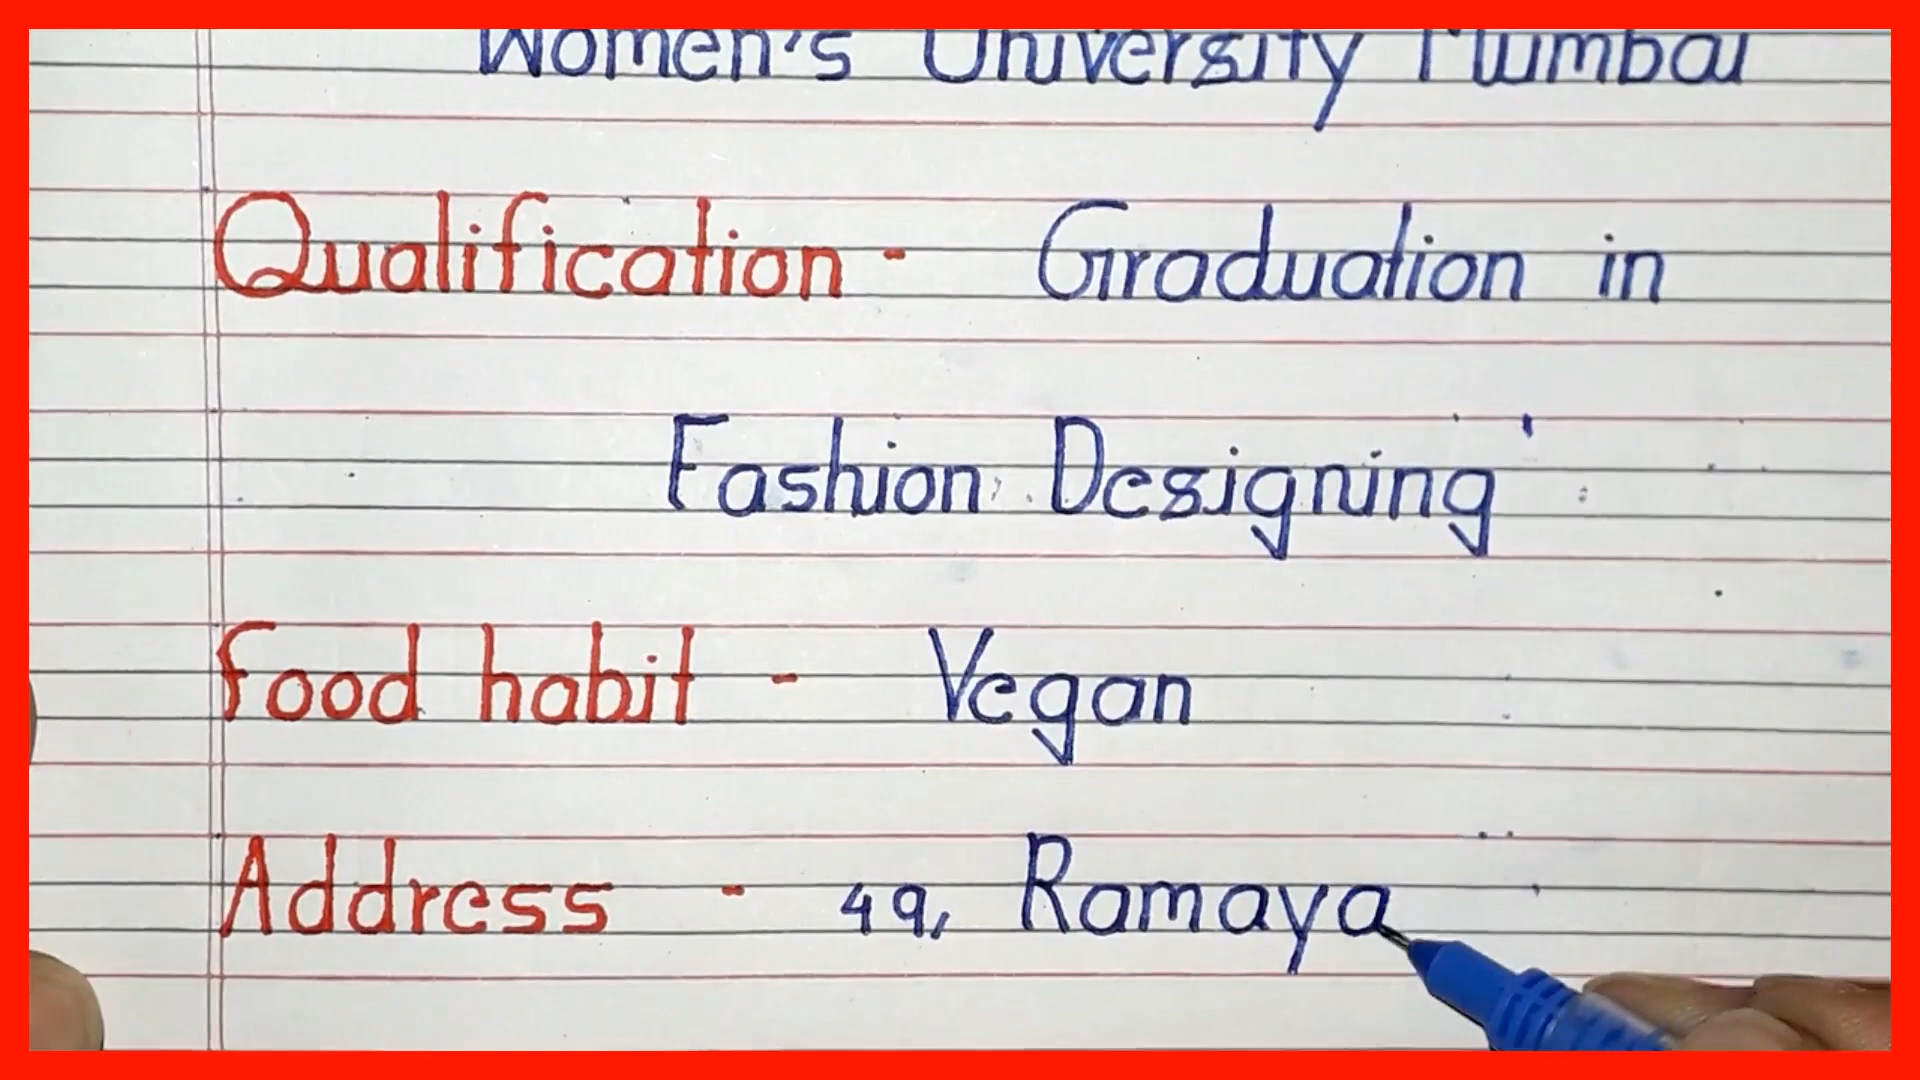 Women's University Mumbai
Qualification - Graduation in
Fashion Designing
Food habit - Vegan
Address - 49, Ramaya